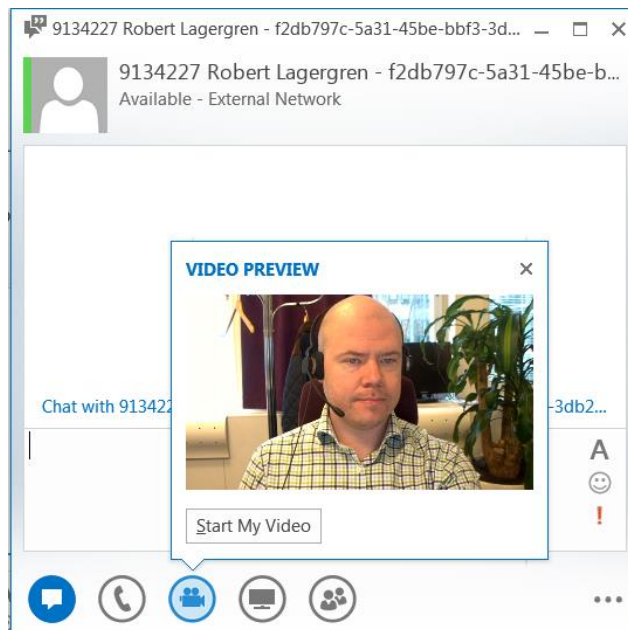 9134227 Robert Lagergren - f2db797c-5a31-45be-bbf3-3d...
9134227 Robert Lagergren - f2db797c-5a31-45be-b...
Available - External Network
VIDEO PREVIEW
Chat with 913422
-3db2...
A
!
Start My Video